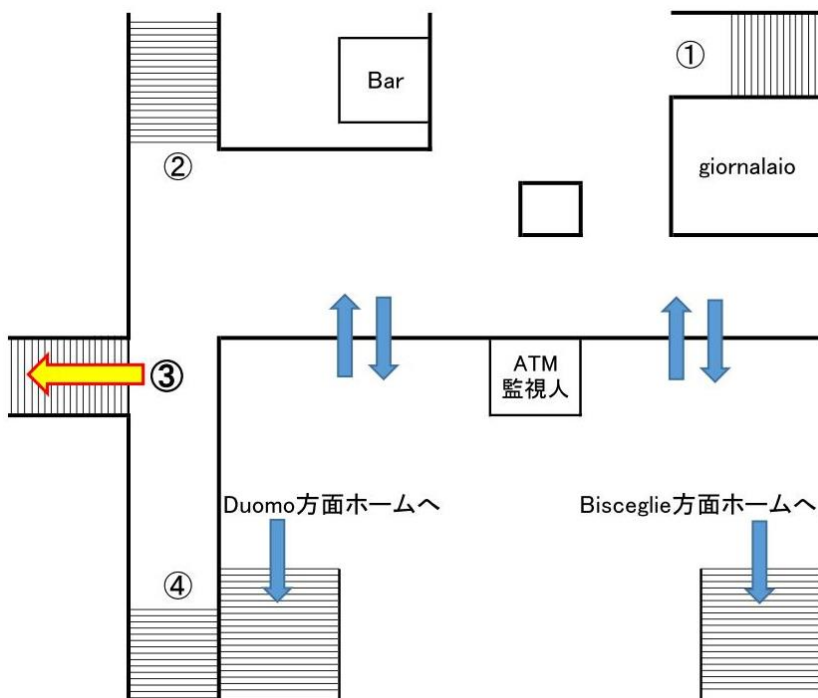 ①
Bar
②
giornalaio
③
ATM
監視人
Duomo方面ホームへ
Bisceglie方面ホームへ
④